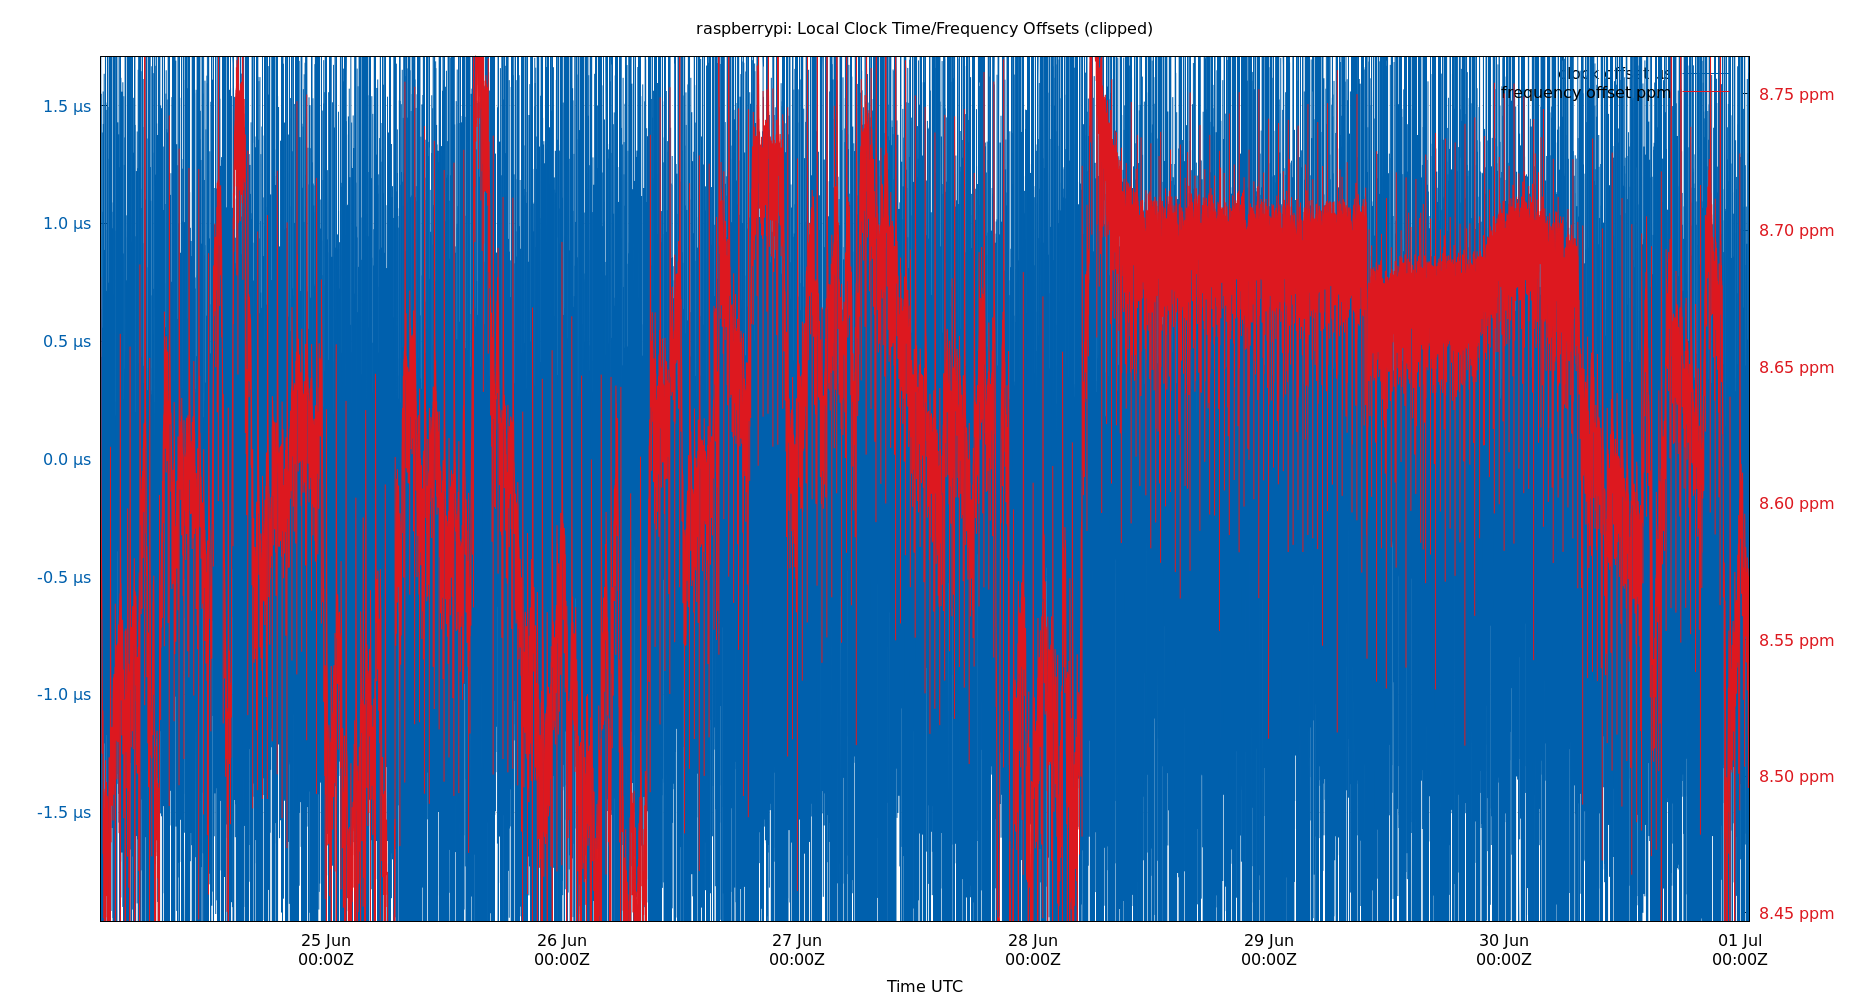 raspberrypi: Local Clock Time/Frequency Offsets (clipped)
clock offset µs
frequency offset ppm
1.5 µs
1.0 µs
0.5 µs
0.0 µs
-0.5 µs
-1.0 µs
-1.5 µs
8.75 ppm
8.70 ppm
8.65 ppm
8.60 ppm
8.55 ppm
8.50 ppm
8.45 ppm
25 Jun
00:00Z
26 Jun
00:00Z
27 Jun
00:00Z
28 Jun
00:00Z
29 Jun
00:00Z
30 Jun
00:00Z
01 Jul
00:00Z
Time UTC